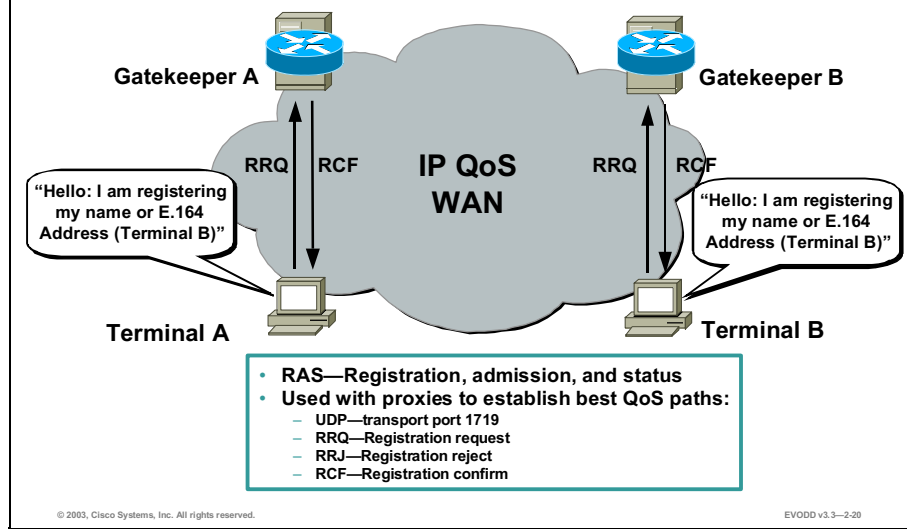 Gatekeeper A
Gatekeeper B
RRQ
RCF
IP QoS
WAN
RRQ
RCF
“Hello: I am registering
my name or E.164
Address (Terminal B)”
“Hello: I am registering
my name or E.164
Address (Terminal B)”
Terminal A
Terminal B
• RAS—Registration, admission, and status
• Used with proxies to establish best QoS paths:
– UDP—transport port 1719
– RRQ—Registration request
– RRJ—Registration reject
– RCF—Registration confirm
© 2003, Cisco Systems, Inc. All rights reserved.
EVODD v3.3—2-20